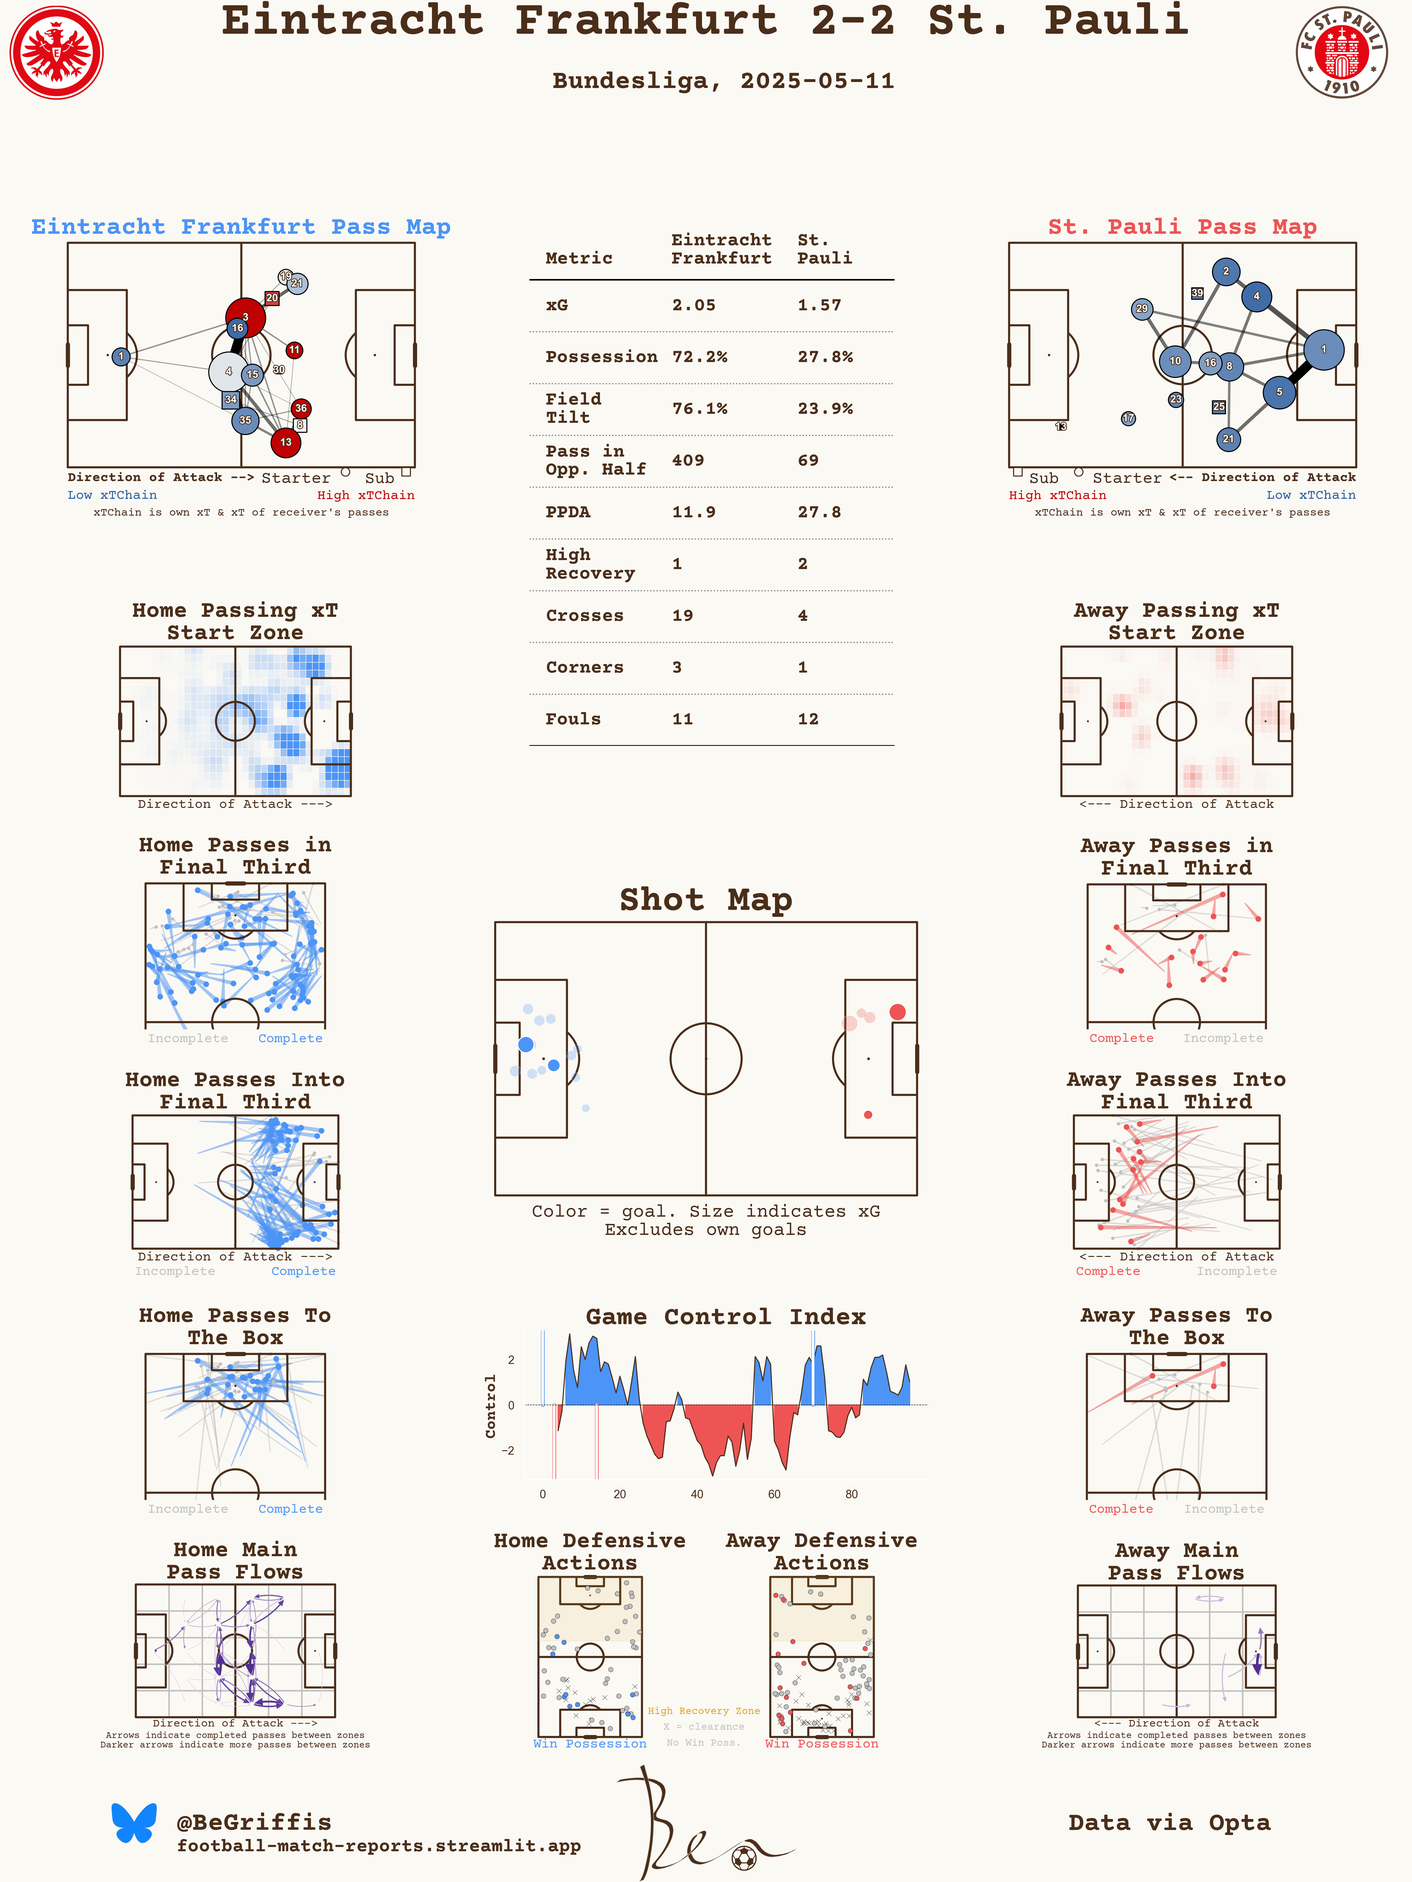 Eintracht Frankfurt 2-2 St. Pauli
Bundesliga, 2025-05-11
FC ST. PAULI
1910
Eintracht Frankfurt Pass Map
19
21
20
3
16
1
11
4
15
30
34
36
35
8
13
Direction of Attack --> Starter Sub
Low xTChain High xTChain
xTChain is own xT & xT of receiver's passes
Metric Eintracht Frankfurt St. Pauli
xG 2.05 1.57
Possession 72.2% 27.8%
Field Tilt 76.1% 23.9%
Pass in Opp. Half 409 69
PPDA 11.9 27.8
High Recovery 1 2
Crosses 19 4
Corners 3 1
Fouls 11 12
St. Pauli Pass Map
2
39
4
29
1
10
16
8
5
23
25
17
13
21
Sub Starter <-- Direction of Attack
High xTChain Low xTChain
xTChain is own xT & xT of receiver's passes
Home Passing xT
Start Zone
Direction of Attack --->
Away Passing xT
Start Zone
<--- Direction of Attack
Home Passes in
Final Third
Incomplete Complete
Away Passes in
Final Third
Complete Incomplete
Shot Map
Color = goal. Size indicates xG
Excludes own goals
Home Passes Into
Final Third
Direction of Attack --->
Incomplete Complete
Away Passes Into
Final Third
<--- Direction of Attack
Complete Incomplete
Home Passes To
The Box
Incomplete Complete
Game Control Index
Control
2
0
−2
0 20 40 60 80
Away Passes To
The Box
Complete Incomplete
Home Main
Pass Flows
Direction of Attack --->
Arrows indicate completed passes between zones
Darker arrows indicate more passes between zones
Home Defensive
Actions
Win Possession
Away Defensive
Actions
Win Possession
High Recovery Zone
X = clearance
No Win Poss.
Away Main
Pass Flows
<--- Direction of Attack
Arrows indicate completed passes between zones
Darker arrows indicate more passes between zones
@BeGriffis
football-match-reports.streamlit.app
Ben
Data via Opta